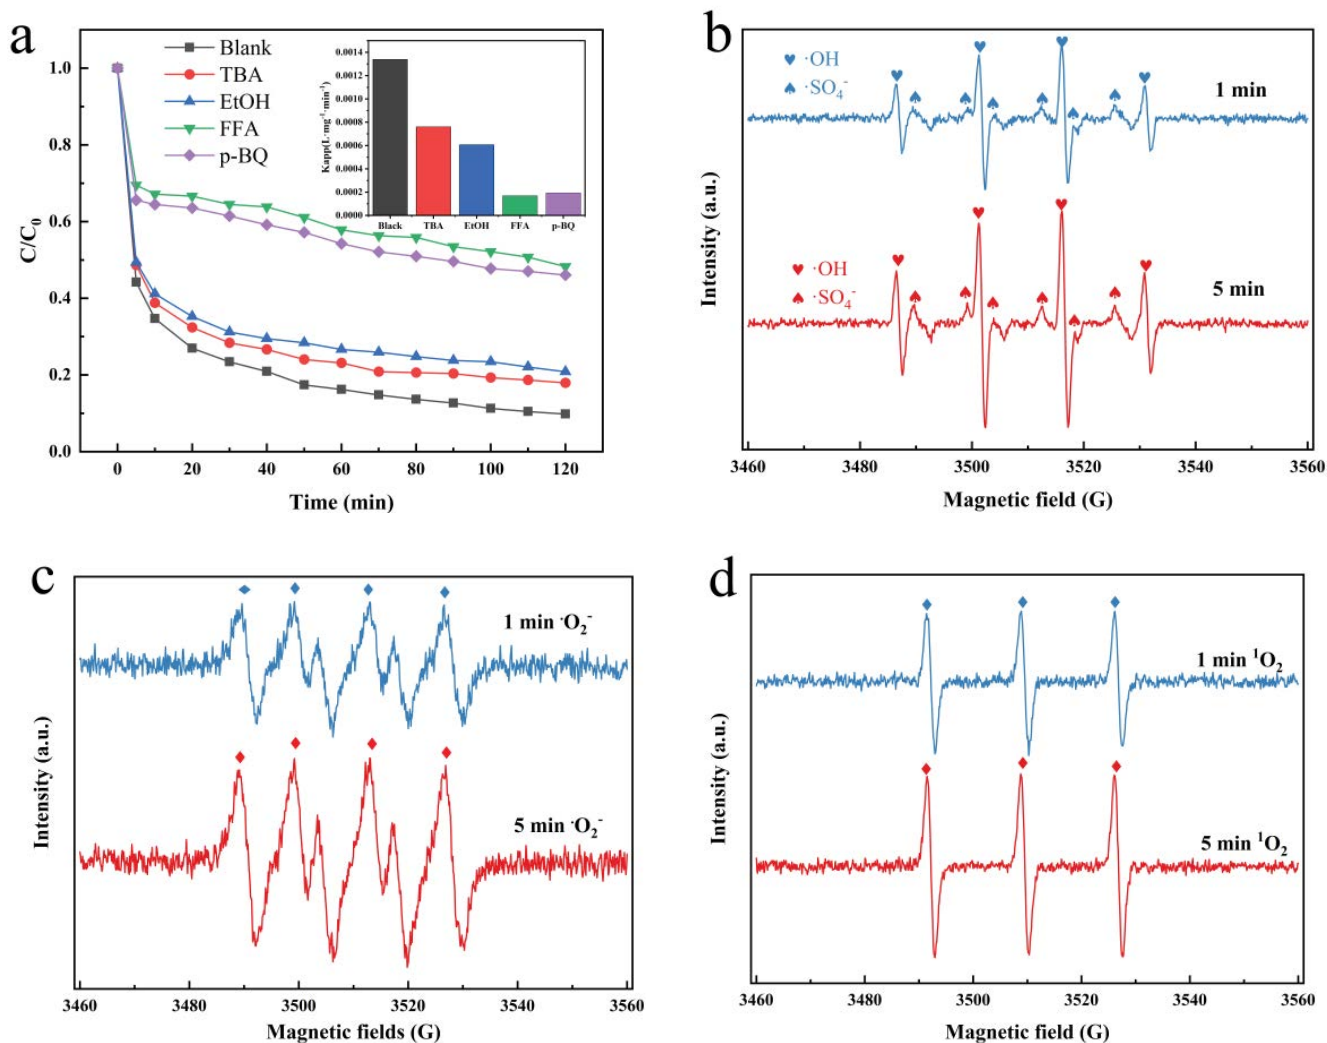 a
Blank
TBA
EtOH
FFA
p-BQ
C/C0
1.0
0.8
0.6
0.4
0.2
0.0
0 20 40 60 80 100 120
Time (min)
Kapp(L·mg-1·min-1)
0.0014
0.0012
0.0010
0.0008
0.0006
0.0004
0.0002
0.0000
Black TBA EtOH FFA p-BQ
b
·OH
·SO4-
1 min
·OH
·SO4-
5 min
Intensity (a.u.)
3460 3480 3500 3520 3540 3560
Magnetic field (G)
c
1 min ·O2-
5 min ·O2-
Intensity (a.u.)
3460 3480 3500 3520 3540 3560
Magnetic fields (G)
d
1 min 1O2
5 min 1O2
Intensity (a.u.)
3460 3480 3500 3520 3540 3560
Magnetic field (G)